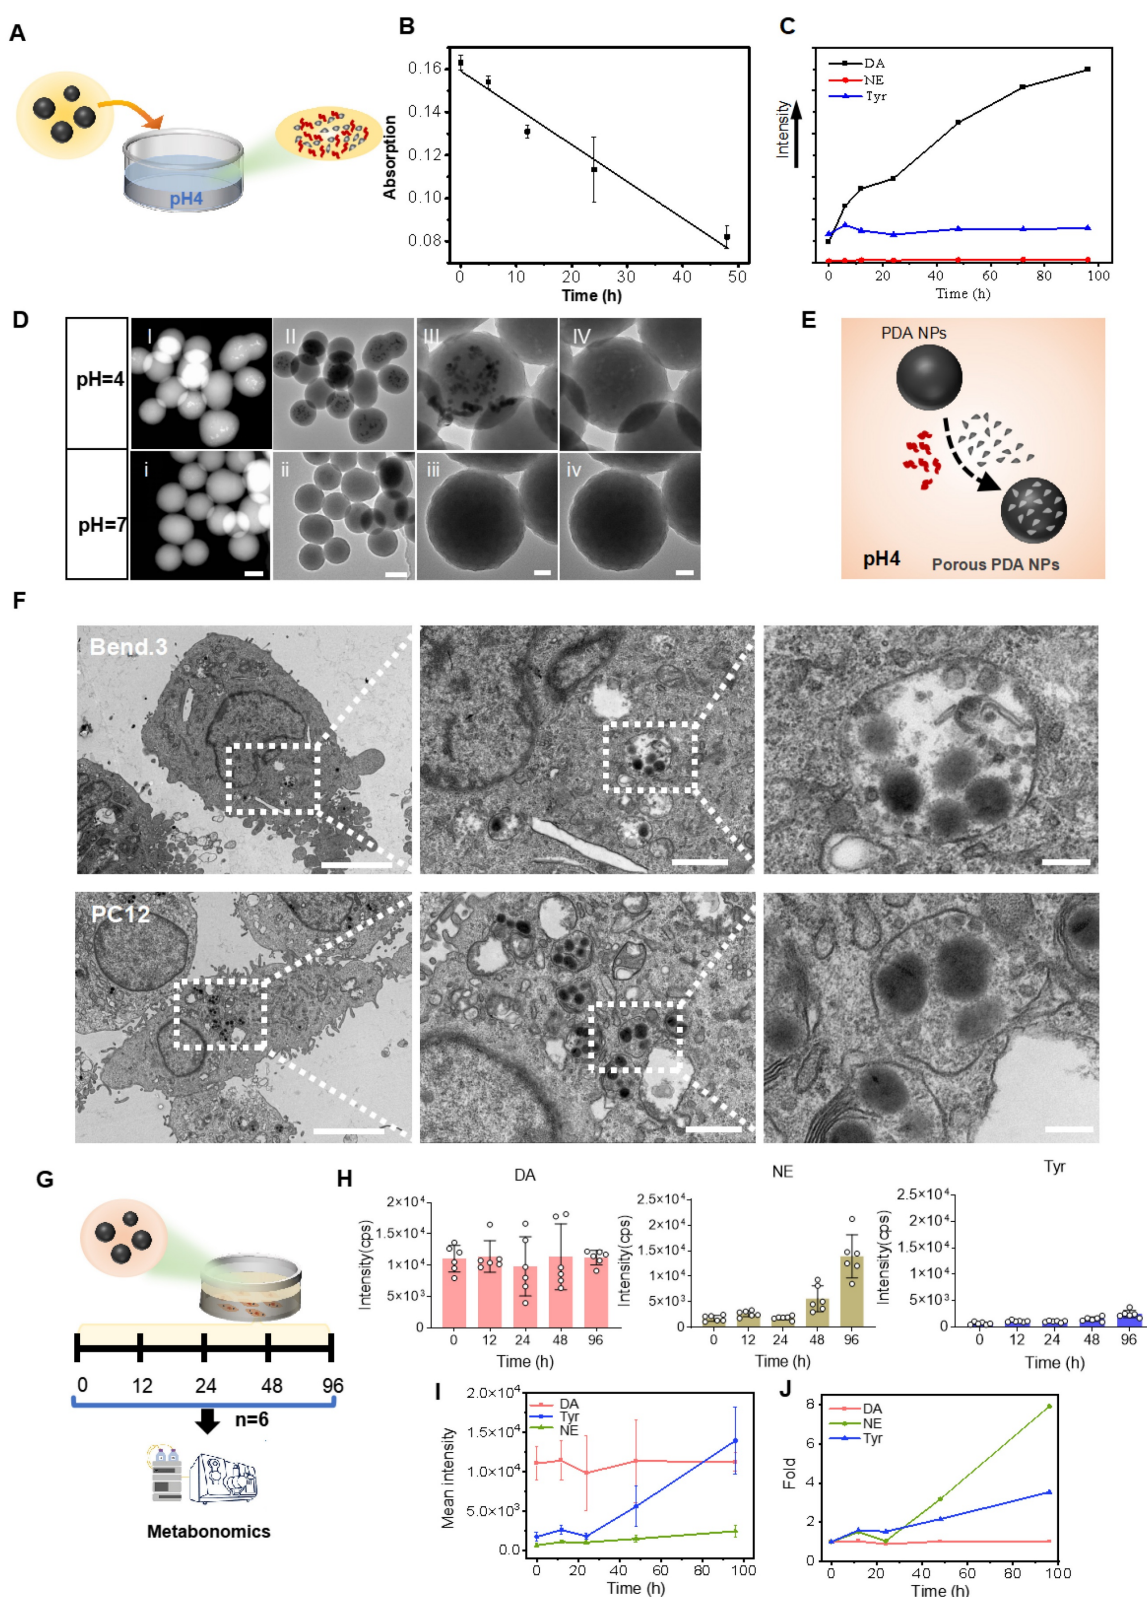 A
pH4
B
0.16
0.14
0.12
0.10
0.08
Absorption
0 10 20 30 40 50
Time (h)
C
DA
NE
Tyr
Intensity
0 20 40 60 80 100
Time (h)
D
pH=4
I II III IV
pH=7
i ii iii iv
E
PDA NPs
pH4
Porous PDA NPs
F
Bend.3
PC12
G
0 12 24 48 96
n=6
Metabonomics
H
DA
Intensity(cps)
2×10⁴
1×10⁴
1×10⁴
5×10³
0
0 12 24 48 96
Time (h)
NE
Intensity(cps)
2.5×10⁴
2×10⁴
1.5×10⁴
1×10⁴
5×10³
0
0 12 24 48 96
Time (h)
Tyr
Intensity(cps)
2.5×10⁴
2×10⁴
1.5×10⁴
1×10⁴
5×10³
0
0 12 24 48 96
Time (h)
I
DA
Tyr
NE
Mean intensity
2.0×10⁴
1.5×10⁴
1.0×10⁴
5.0×10³
0.0
0 20 40 60 80 100
Time (h)
J
DA
NE
Tyr
Fold
8
6
4
2
0
0 20 40 60 80 100
Time (h)